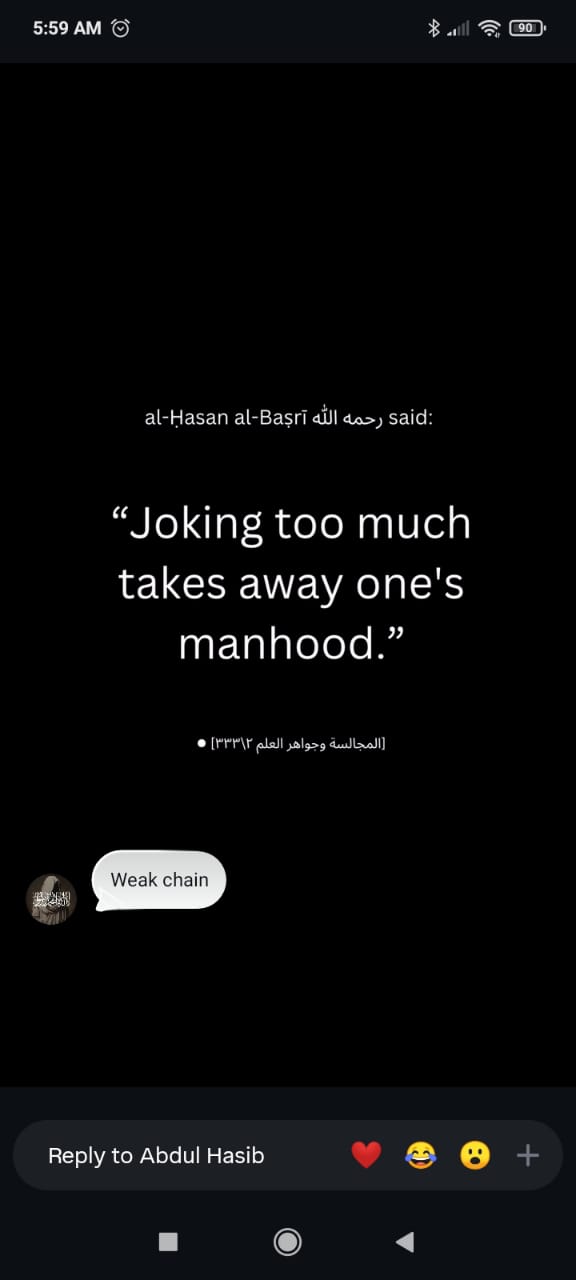 5:59 AM
90
al-Ḥasan al-Baṣrī رحمه الله said:
“Joking too much
takes away one's
manhood.”
● [المجالسة وجواهر العلم ٢\٣٣٣]
Weak chain
Reply to Abdul Hasib